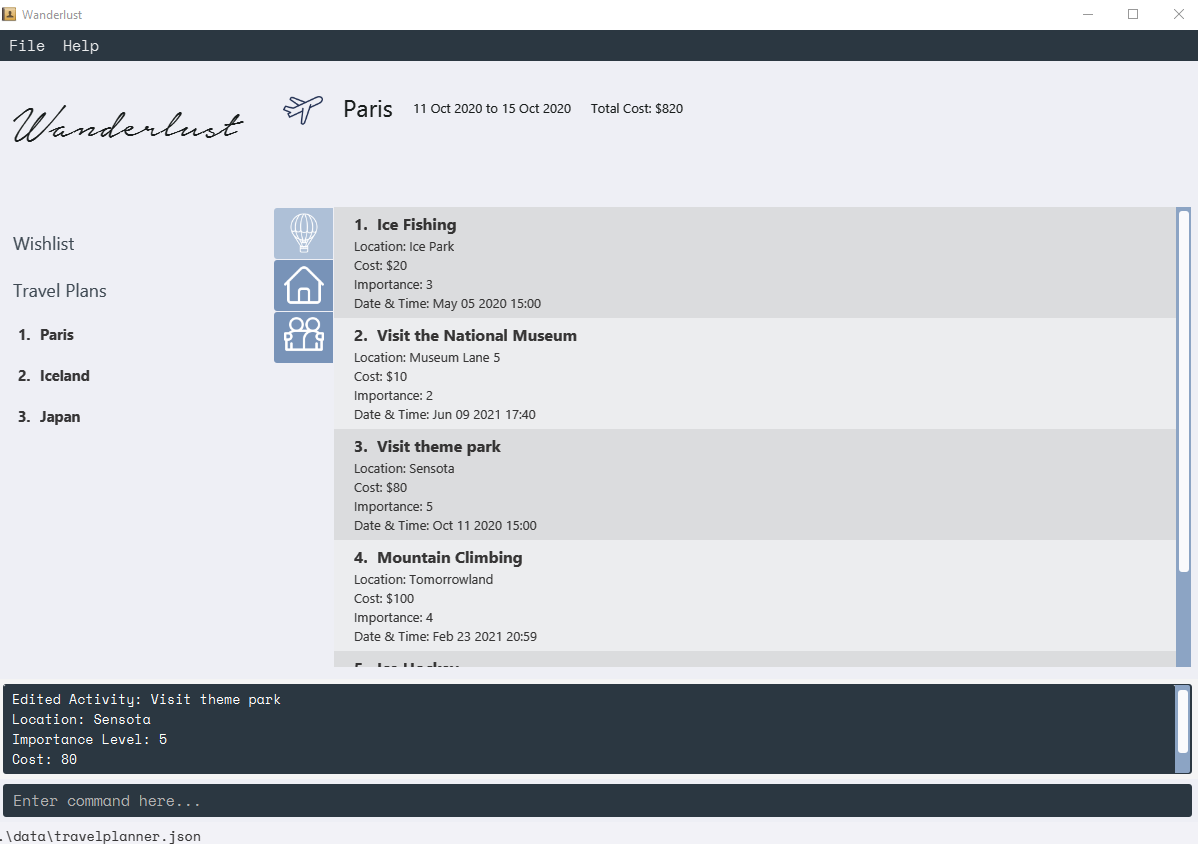 Wanderlust
File Help
Wanderlust
Paris 11 Oct 2020 to 15 Oct 2020 Total Cost: $820
Wishlist
Travel Plans
1. Paris
2. Iceland
3. Japan
1. Ice Fishing
Location: Ice Park
Cost: $20
Importance: 3
Date & Time: May 05 2020 15:00
2. Visit the National Museum
Location: Museum Lane 5
Cost: $10
Importance: 2
Date & Time: Jun 09 2021 17:40
3. Visit theme park
Location: Sensota
Cost: $80
Importance: 5
Date & Time: Oct 11 2020 15:00
4. Mountain Climbing
Location: Tomorrowland
Cost: $100
Importance: 4
Date & Time: Feb 23 2021 20:59
5. Ice Hockey
Edited Activity: Visit theme park
Location: Sensota
Importance Level: 5
Cost: 80
Enter command here...
.\data\travelplanner.json